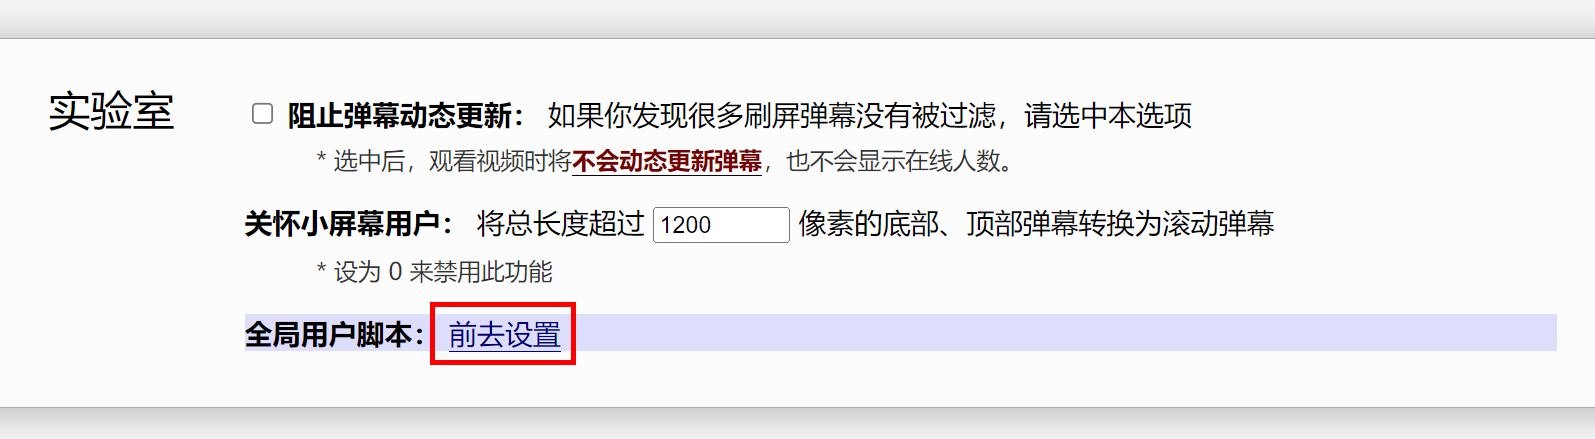 实验室
阻止弹幕动态更新： 如果你发现很多刷屏弹幕没有被过滤，请选中本选项
* 选中后，观看视频时将不会动态更新弹幕，也不会显示在线人数。
关怀小屏幕用户： 将总长度超过 1200 像素的底部、顶部弹幕转换为滚动弹幕
* 设为 0 来禁用此功能
全局用户脚本： 前去设置